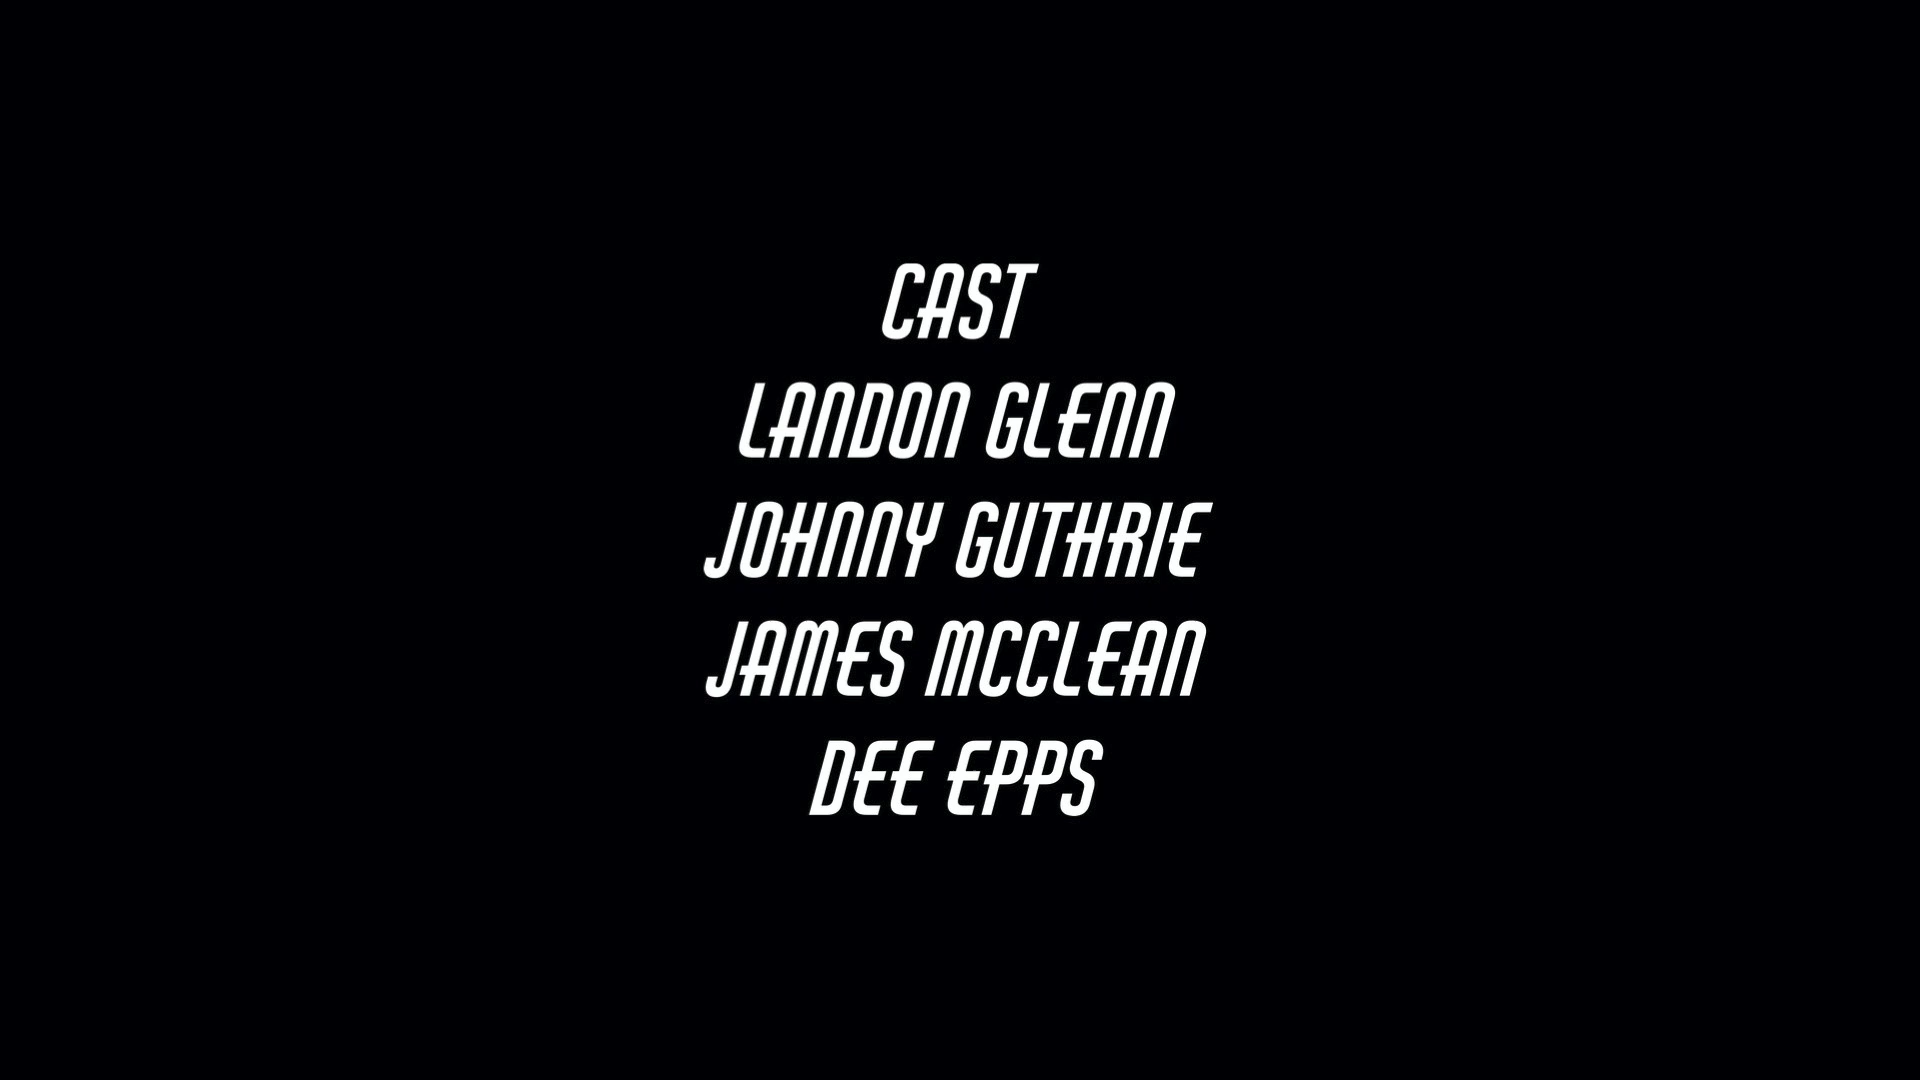 CAST
LANDON GLENN
JOHNNY GUTHRIE
JAMES MCCLEAN
DEE EPPS